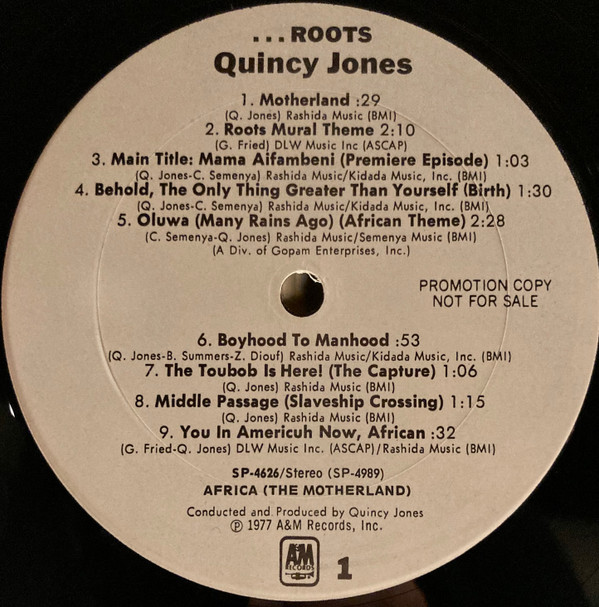 ...ROOTS
Quincy Jones
1. Motherland :29
(Q. Jones) Rashida Music (BMI)
2. Roots Mural Theme 2:10
(G. Fried) DLW Music Inc (ASCAP)
3. Main Title: Mama Aifambeni (Premiere Episode) 1:03
(Q. Jones-C. Semenya) Rashida Music/Kidada Music, Inc. (BMI)
4. Behold, The Only Thing Greater Than Yourself (Birth) 1:30
(Q. Jones-C. Semenya) Rashida Music/Kidada Music, Inc. (BMI)
5. Oluwa (Many Rains Ago) (African Theme) 2:28
(C. Semenya-Q. Jones) Rashida Music/Semenya Music (BMI)
(A Div. of Gopam Enterprises, Inc.)
PROMOTION COPY
NOT FOR SALE
6. Boyhood To Manhood :53
(Q. Jones-B. Summers-Z. Diouf) Rashida Music/Kidada Music, Inc. (BMI)
7. The Toubob Is Here! (The Capture) 1:06
(Q. Jones) Rashida Music (BMI)
8. Middle Passage (Slaveship Crossing) 1:15
(Q. Jones) Rashida Music (BMI)
9. You In Americuh Now, African :32
(G. Fried-Q. Jones) DLW Music Inc. (ASCAP)/Rashida Music (BMI)
SP-4626/Stereo (SP-4989)
AFRICA (THE MOTHERLAND)
Conducted and Produced by Quincy Jones
℗ 1977 A&M Records, Inc.
A&M
RECORDS
1